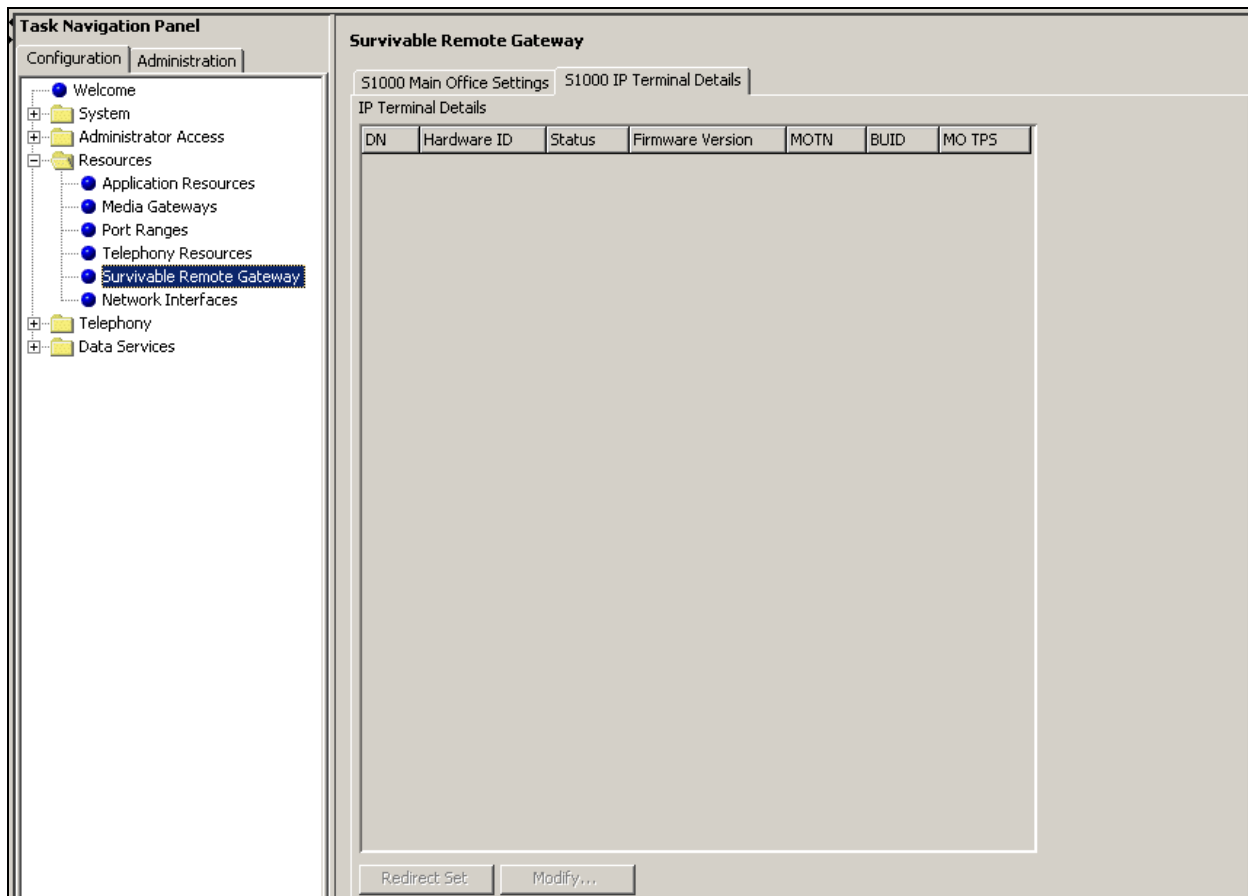 Task Navigation Panel
Configuration
Administration
Welcome
System
Administrator Access
Resources
Application Resources
Media Gateways
Port Ranges
Telephony Resources
Survivable Remote Gateway
Network Interfaces
Telephony
Data Services
Survivable Remote Gateway
S1000 Main Office Settings
S1000 IP Terminal Details
IP Terminal Details
DN Hardware ID Status Firmware Version MOTN BUID MO TPS
Redirect Set
Modify...